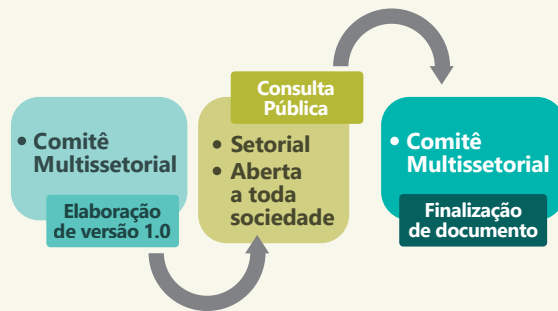 • Comitê
Multissetorial
Elaboração
de versão 1.0
Consulta
Pública
• Setorial
• Aberta
a toda
sociedade
• Comitê
Multissetorial
Finalização
de documento